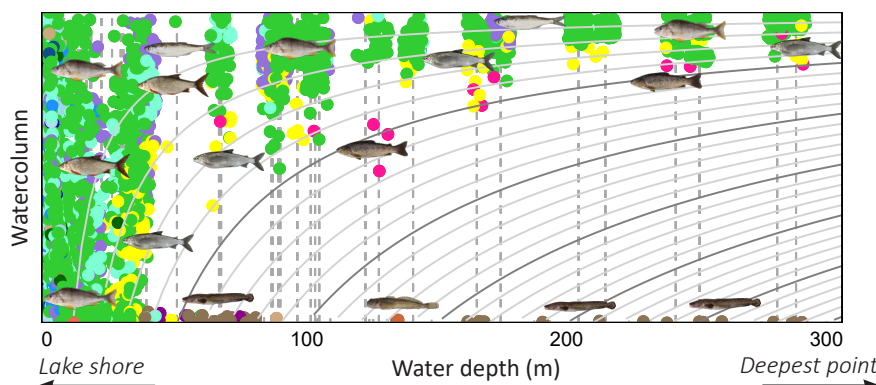 Watercolumn
0
100
200
300
Lake shore
Water depth (m)
Deepest point